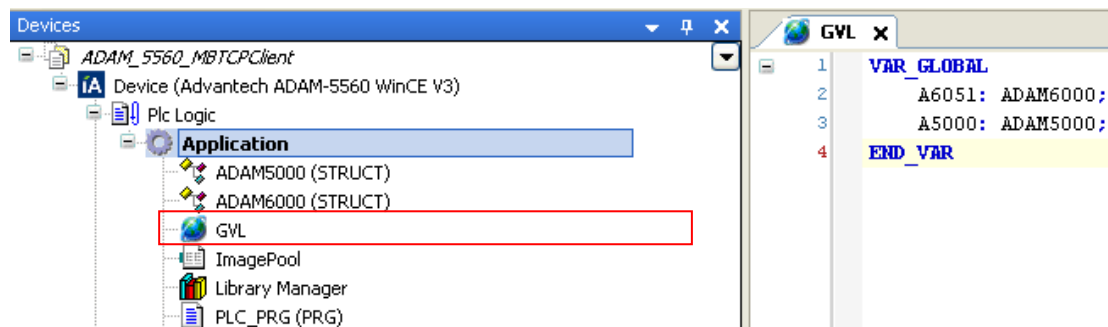 Devices
ADAM_5560_MBTCPClient
Device (Advantech ADAM-5560 WinCE V3)
Plc Logic
Application
ADAM5000 (STRUCT)
ADAM6000 (STRUCT)
GVL
ImagePool
Library Manager
PLC_PRG (PRG)
GVL
1 VAR_GLOBAL
2 A6051: ADAM6000;
3 A5000: ADAM5000;
4 END_VAR